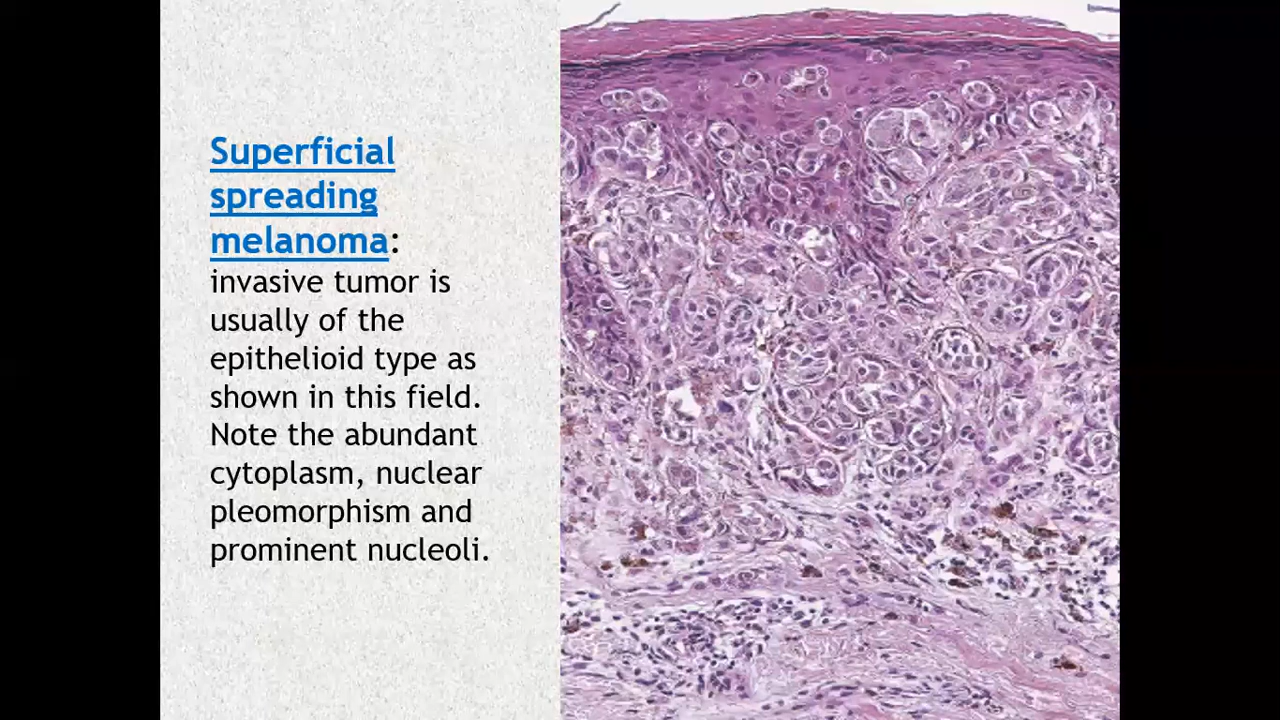 Superficial
spreading
melanoma:
invasive tumor is
usually of the
epithelioid type as
shown in this field.
Note the abundant
cytoplasm, nuclear
pleomorphism and
prominent nucleoli.